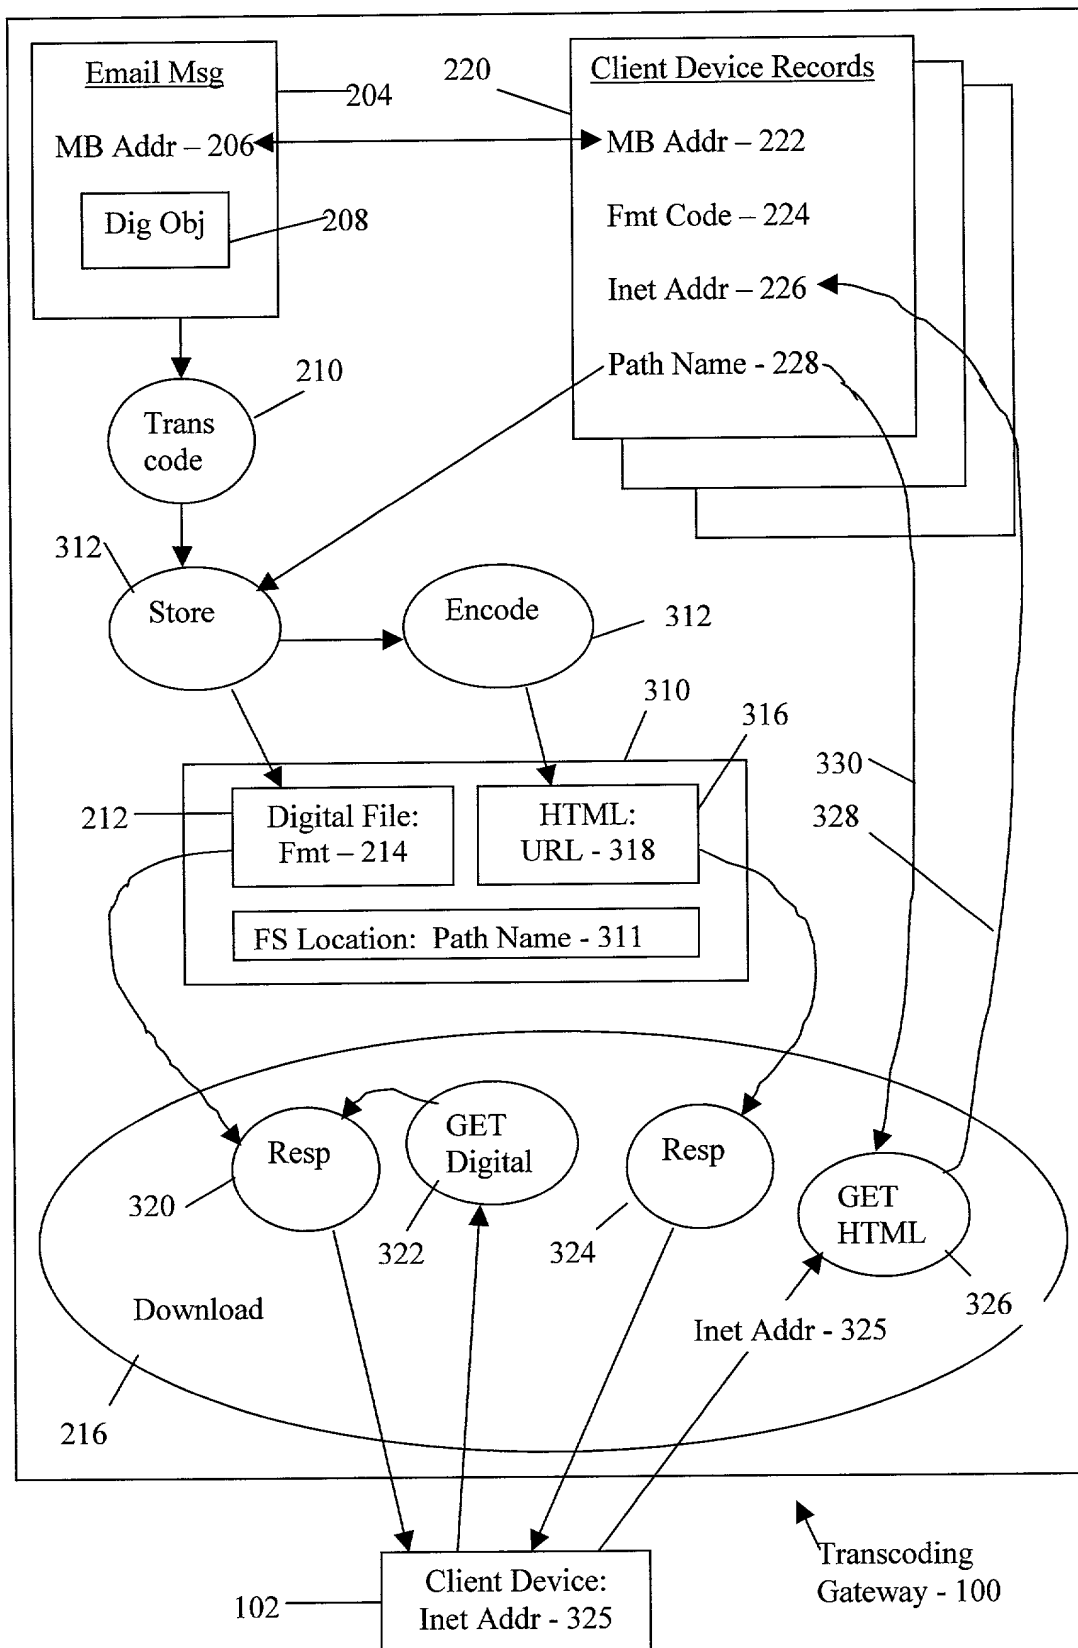 Email Msg
204
MB Addr – 206
Dig Obj
208
220
Client Device Records
MB Addr – 222
Fmt Code – 224
Inet Addr – 226
Path Name - 228
210
Trans
code
312
Store
Encode
312
310
316
212
Digital File:
Fmt – 214
HTML:
URL - 318
FS Location: Path Name - 311
330
328
Resp
320
GET
Digital
322
Resp
324
GET
HTML
326
Download
Inet Addr - 325
216
102
Client Device:
Inet Addr - 325
Transcoding
Gateway - 100